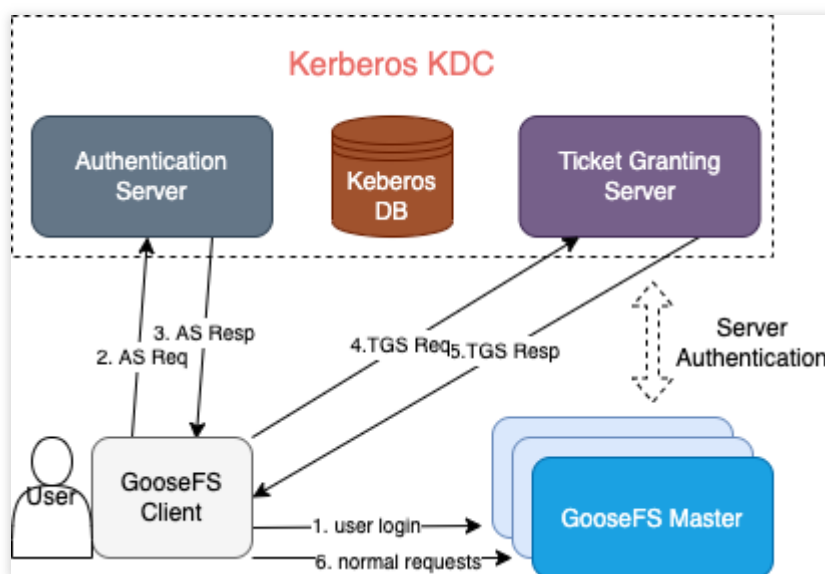 Kerberos KDC
Authentication
Server
Keberos
DB
Ticket Granting
Server
3. AS Resp
2. AS Req
4.TGS Req
5.TGS Resp
Server
Authentication
User
GooseFS
Client
1. user login
GooseFS Master
6. normal requests